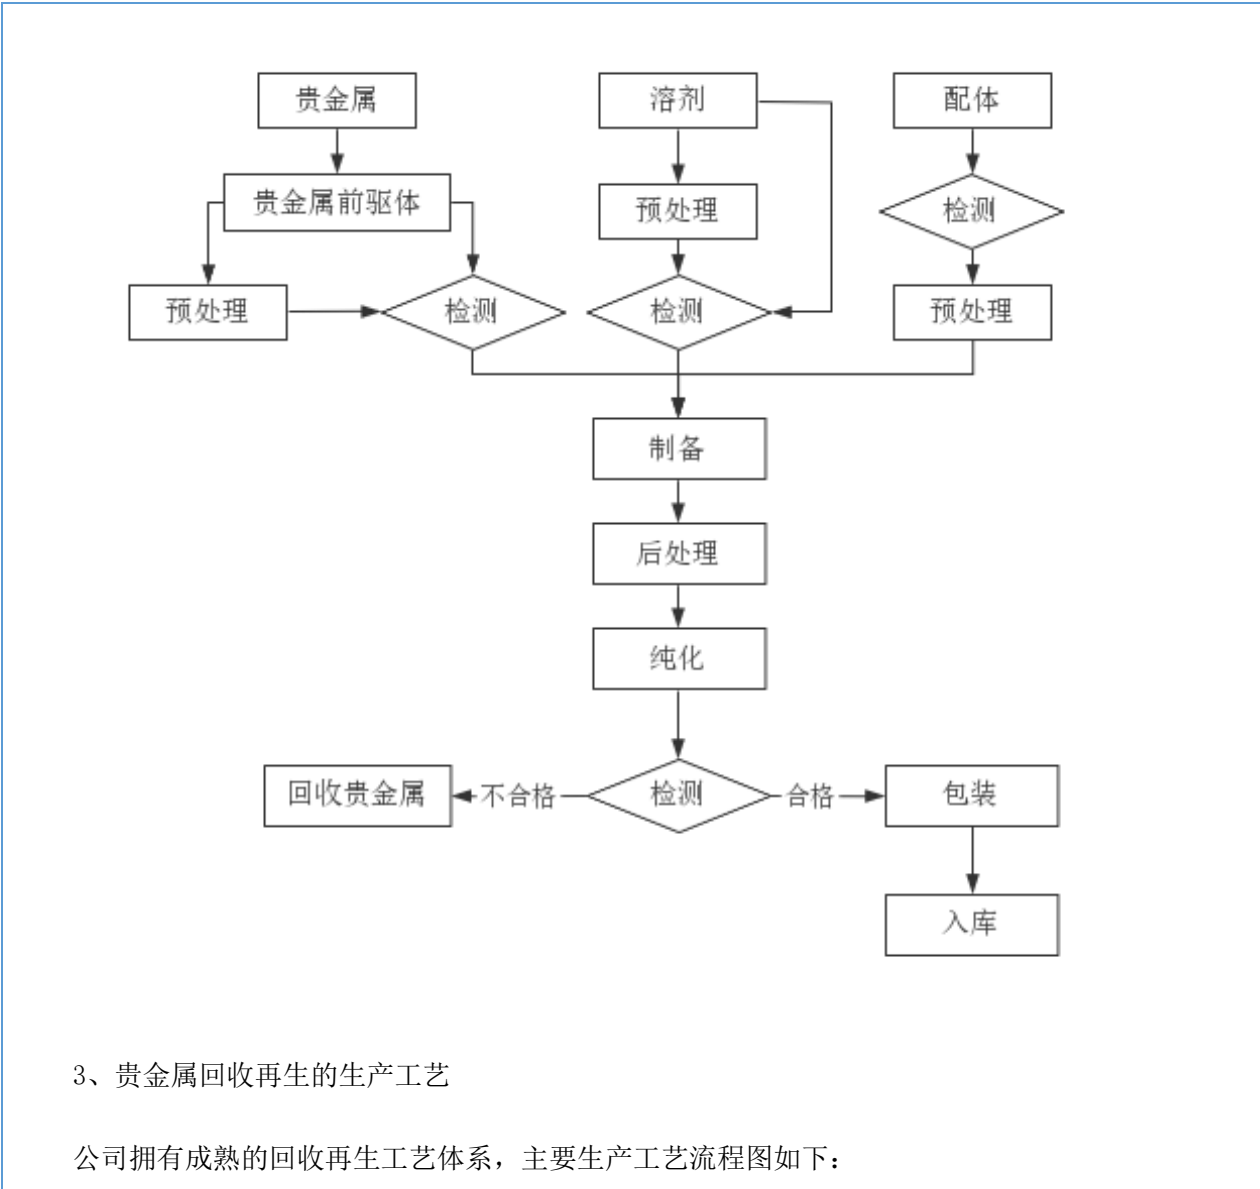 贵金属
溶剂
配体
贵金属前驱体
预处理
检测
预处理
检测
检测
预处理
制备
后处理
纯化
回收贵金属
不合格
检测
合格
包装
入库
3、贵金属回收再生的生产工艺
公司拥有成熟的回收再生工艺体系，主要生产工艺流程图如下：